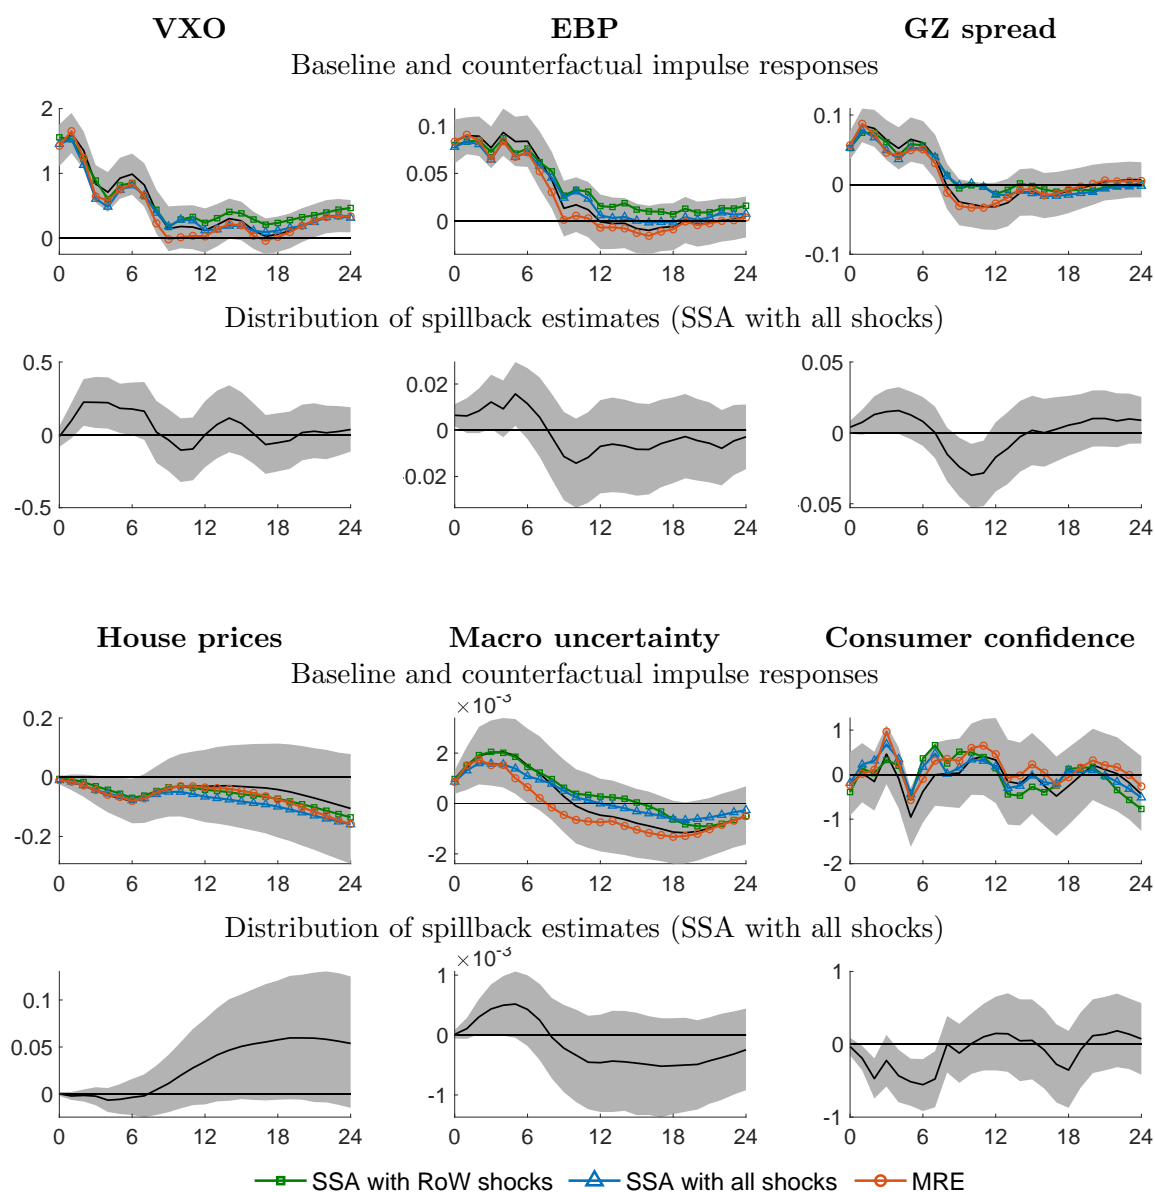 VXO EBP GZ spread
Baseline and counterfactual impulse responses
2 1 0 0 6 12 18 24
0.1 0.05 0 0 6 12 18 24
0.1 0 -0.1 0 6 12 18 24
Distribution of spillback estimates (SSA with all shocks)
0.5 0 -0.5 0 6 12 18 24
0.02 0 0.02 0 6 12 18 24
0.05 0 0.05 0 6 12 18 24
House prices Macro uncertainty Consumer confidence
Baseline and counterfactual impulse responses
0.2 0 -0.2 0 6 12 18 24
×10-3 2 0 -2 0 6 12 18 24
1 0 -1 -2 0 6 12 18 24
Distribution of spillback estimates (SSA with all shocks)
0.1 0.05 0 0 6 12 18 24
×10-3 1 0 -1 0 6 12 18 24
1 0 -1 0 6 12 18 24
SSA with RoW shocks SSA with all shocks MRE